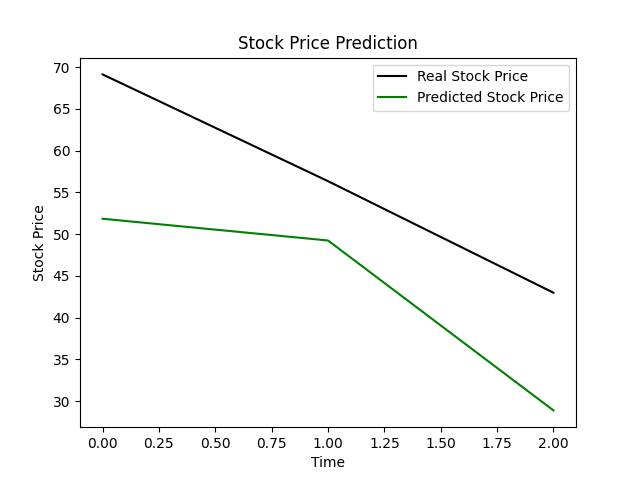 Stock Price Prediction
Real Stock Price
Predicted Stock Price
Stock Price
70
65
60
55
50
45
40
35
30
0.00 0.25 0.50 0.75 1.00 1.25 1.50 1.75 2.00
Time